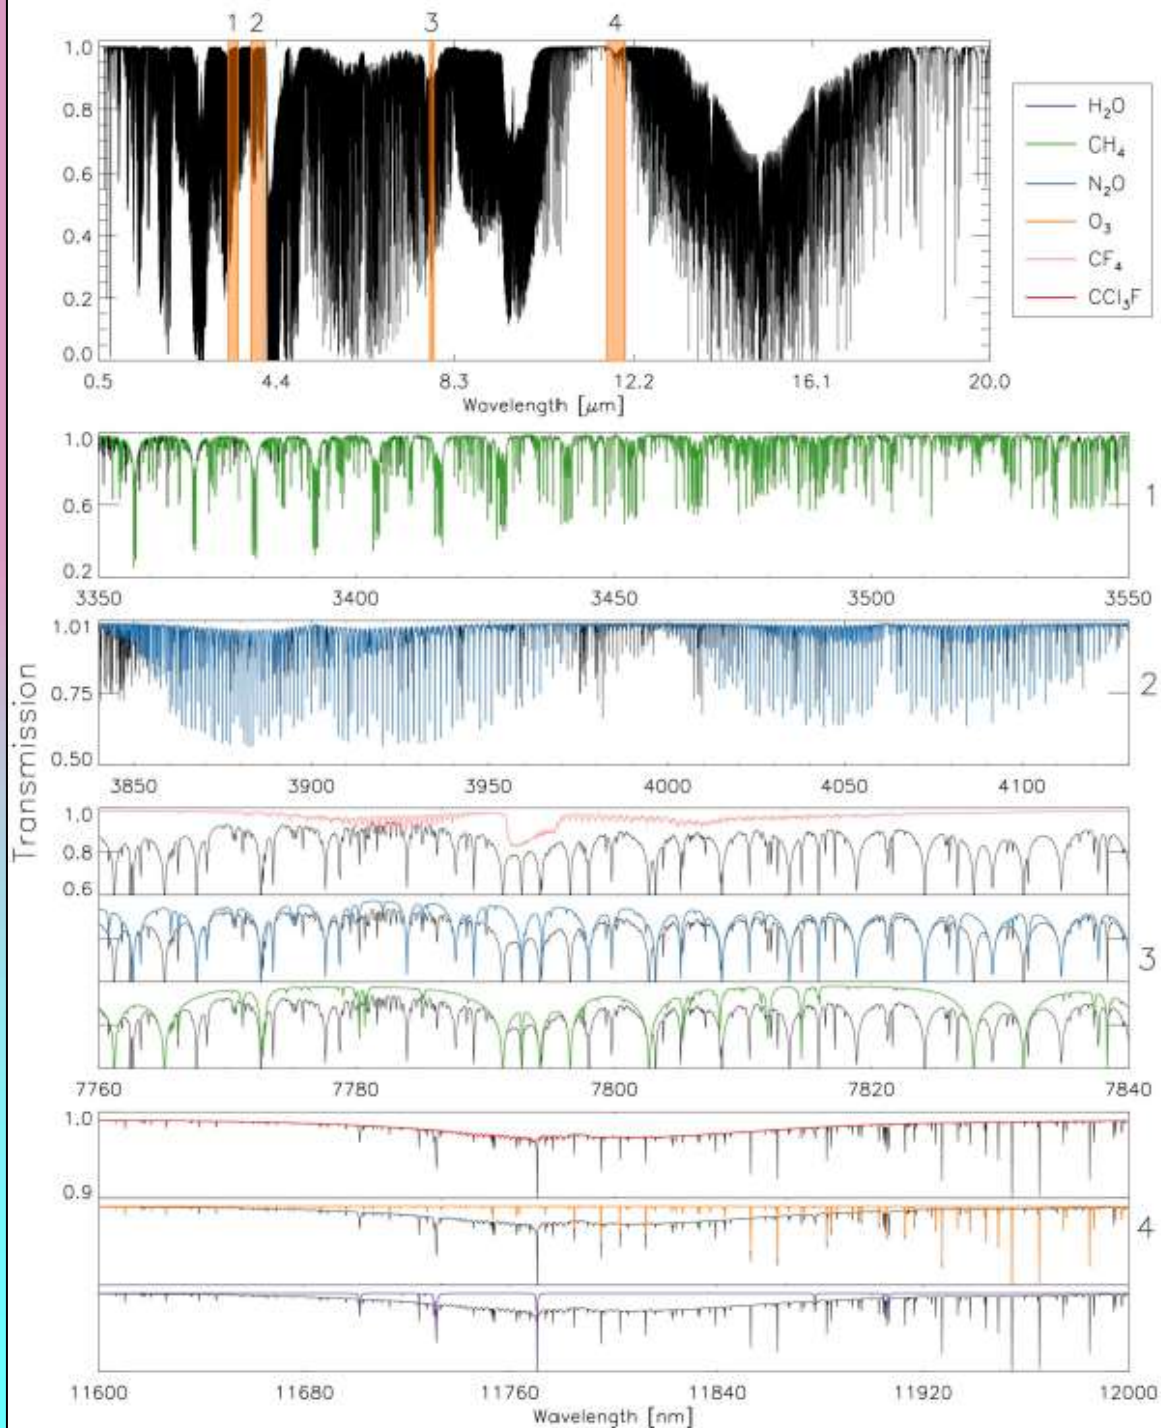 1 2 3 4
1.0
0.8
0.6
0.4
0.2
0.0
0.5 4.4 8.3 12.2 16.1 20.0
Wavelength [μm]
H₂O
CH₄
N₂O
O₃
CF₄
CCl₃F
Transmission
1.0
0.6
0.2
1
3350 3400 3450 3500 3550
1.01
0.75
0.50
2
3850 3900 3950 4000 4050 4100
1.0
0.8
0.6
3
7760 7780 7800 7820 7840
1.0
0.9
4
11600 11680 11760 11840 11920 12000
Wavelength [nm]